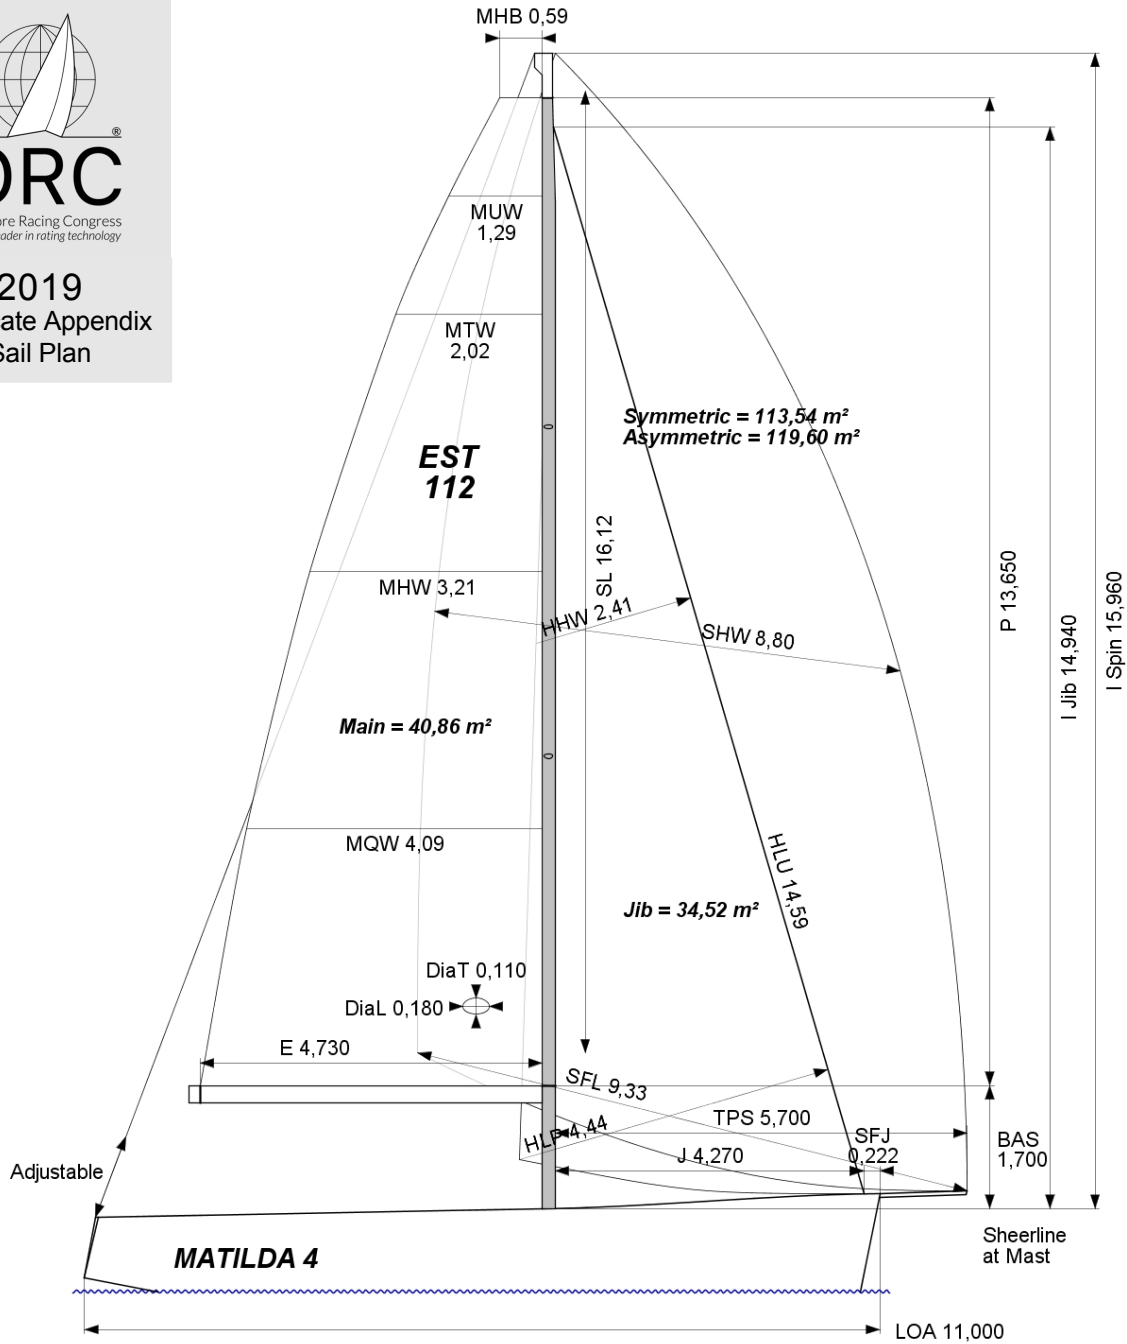 MHB 0,59
®
ORC
ore Racing Congress
ader in rating technology
2019
cate Appendix
Sail Plan
MUW
1,29
MTW
2,02
EST
112
Symmetric = 113,54 m²
Asymmetric = 119,60 m²
SL 16,12
P 13,650
I Jib 14,940
I Spin 15,960
MHW 3,21
HHW 2,41
SHW 8,80
Main = 40,86 m²
MQW 4,09
HLU 14,59
Jib = 34,52 m²
DiaT 0,110
DiaL 0,180
E 4,730
SFL 9,33
TPS 5,700
HLP 4,44
SFJ
0,222
J 4,270
BAS
1,700
Adjustable
Sheerline
at Mast
MATILDA 4
LOA 11,000